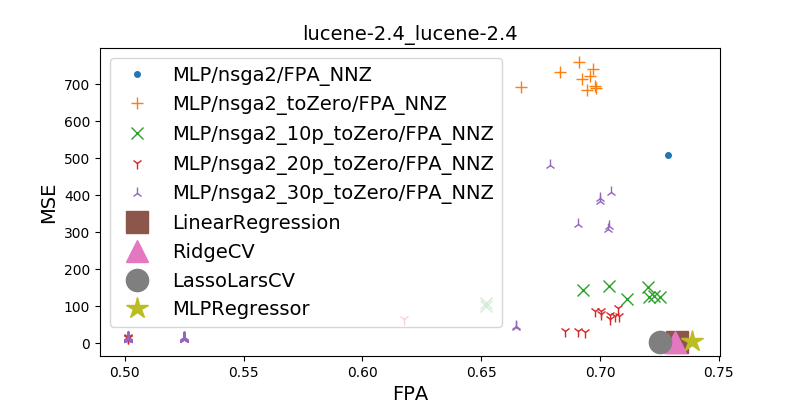 lucene-2.4_lucene-2.4
MSE
700
600
500
400
300
200
100
0
MLP/nsga2/FPA_NNZ
MLP/nsga2_toZero/FPA_NNZ
MLP/nsga2_10p_toZero/FPA_NNZ
MLP/nsga2_20p_toZero/FPA_NNZ
MLP/nsga2_30p_toZero/FPA_NNZ
LinearRegression
RidgeCV
LassoLarsCV
MLPRegressor
0.50 0.55 0.60 0.65 0.70 0.75
FPA